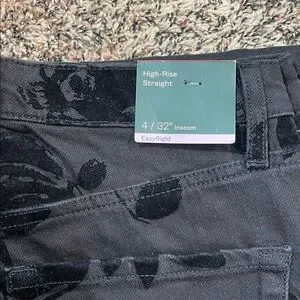 High-Rise
Straight
4 / 32" Inseam
EasyRigid